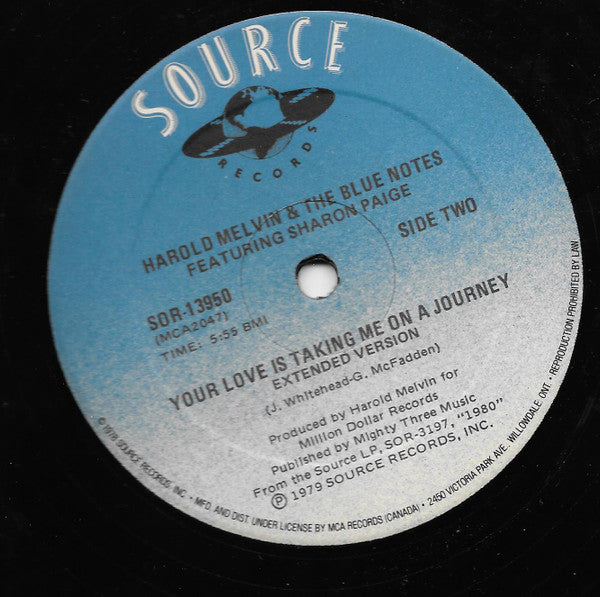 SOURCE
RECORDS
HAROLD MELVIN & THE BLUE NOTES
FEATURING SHARON PAIGE
SIDE TWO
SOR-13950
(MCA2047)
TIME: 5:55 BMI
YOUR LOVE IS TAKING ME ON A JOURNEY
EXTENDED VERSION
(J. Whitehead-G. McFadden)
Produced by Harold Melvin for
Million Dollar Records
Published by Mighty Three Music
From the Source LP, SOR-3197, "1980"
Ⓟ 1979 SOURCE RECORDS, INC.
© 1978 SOURCE RECORDS INC. • MFD. AND DIST. UNDER LICENSE BY MCA RECORDS (CANADA) • 2450 VICTORIA PARK AVE. WILLOWDALE, ONT. • REPRODUCTION PROHIBITED BY LAW